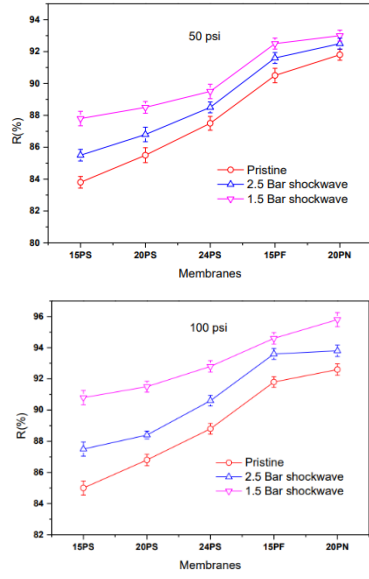 94
92
90
88
86
84
82
80
R(%)
50 psi
Pristine
2.5 Bar shockwave
1.5 Bar shockwave
15PS 20PS 24PS 15PF 20PN
Membranes
96
94
92
90
88
86
84
82
R(%)
100 psi
Pristine
2.5 Bar shockwave
1.5 Bar shockwave
15PS 20PS 24PS 15PF 20PN
Membranes